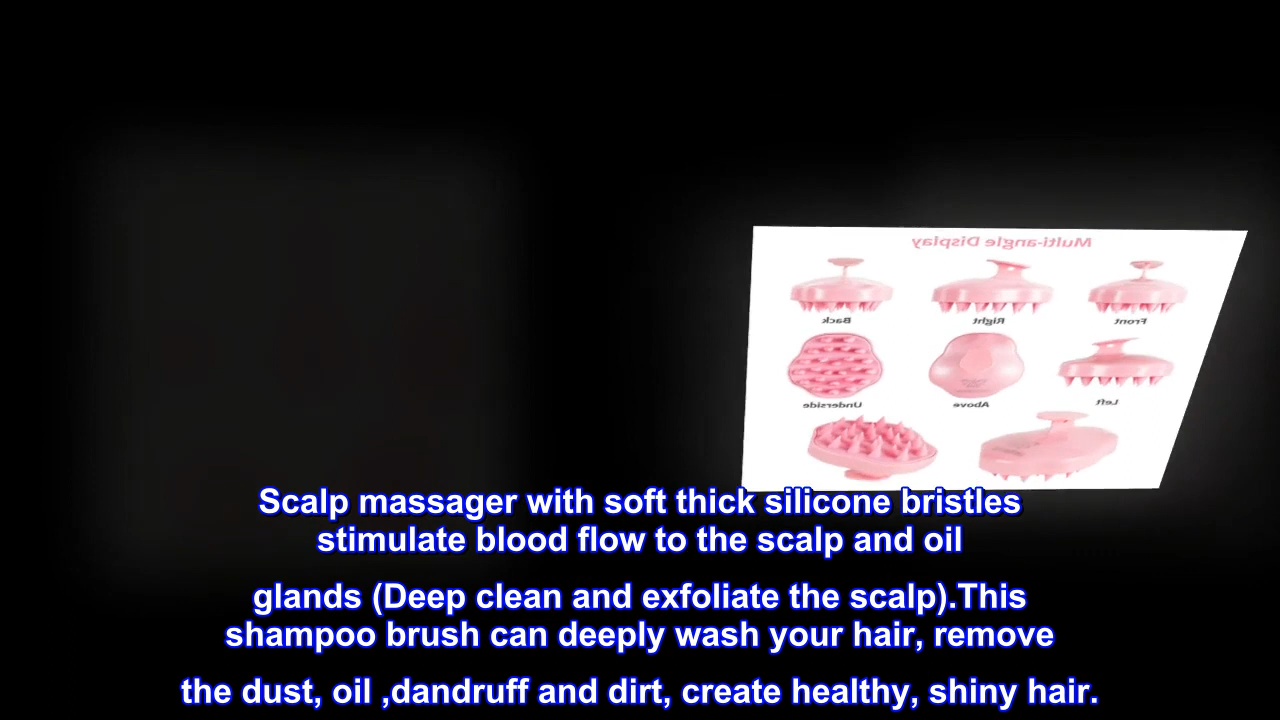 Multi-angle Display
Back Right Front
Underside Above Left
Scalp massager with soft thick silicone bristles
stimulate blood flow to the scalp and oil
glands (Deep clean and exfoliate the scalp).This
shampoo brush can deeply wash your hair, remove
the dust, oil ,dandruff and dirt, create healthy, shiny hair.